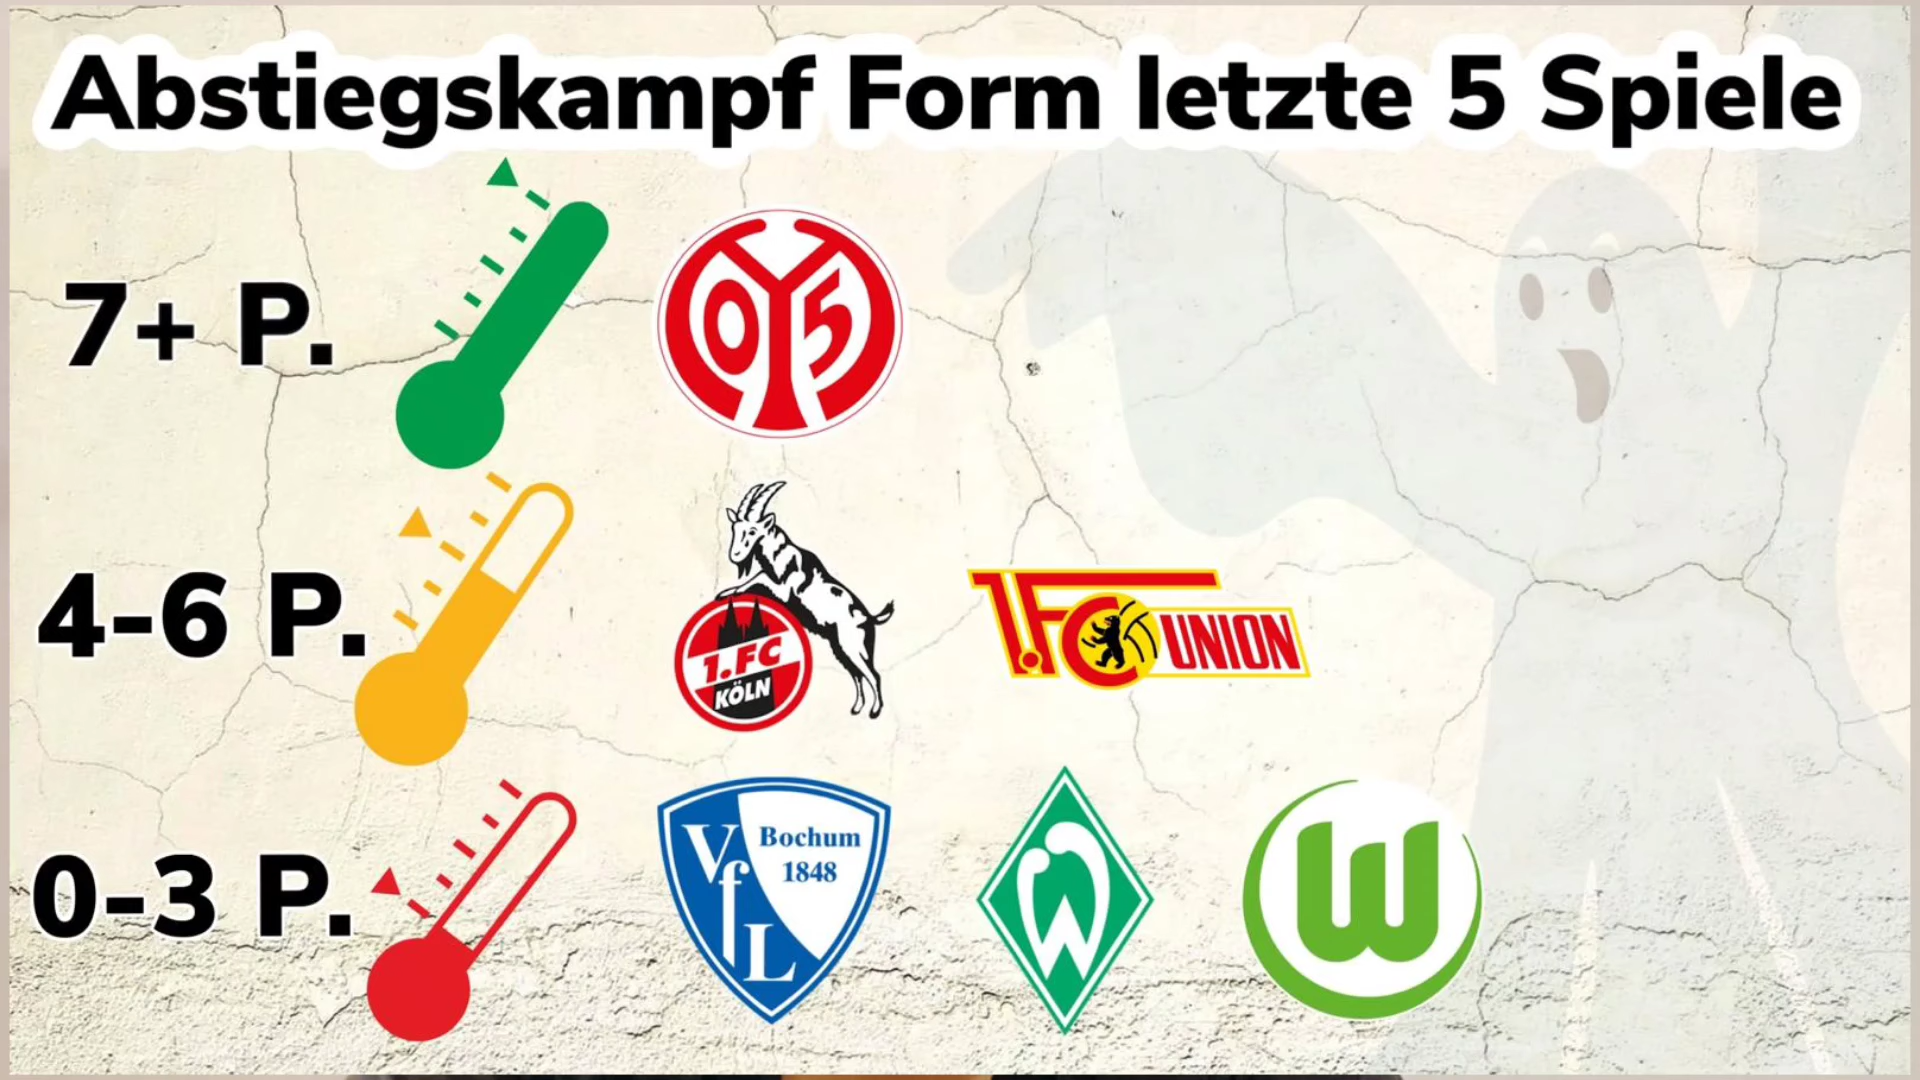 Abstiegskampf Form letzte 5 Spiele
7+ P.
05
4-6 P.
1.FC
KÖLN
1.FC UNION
0-3 P.
VfL
Bochum
1848
W
W